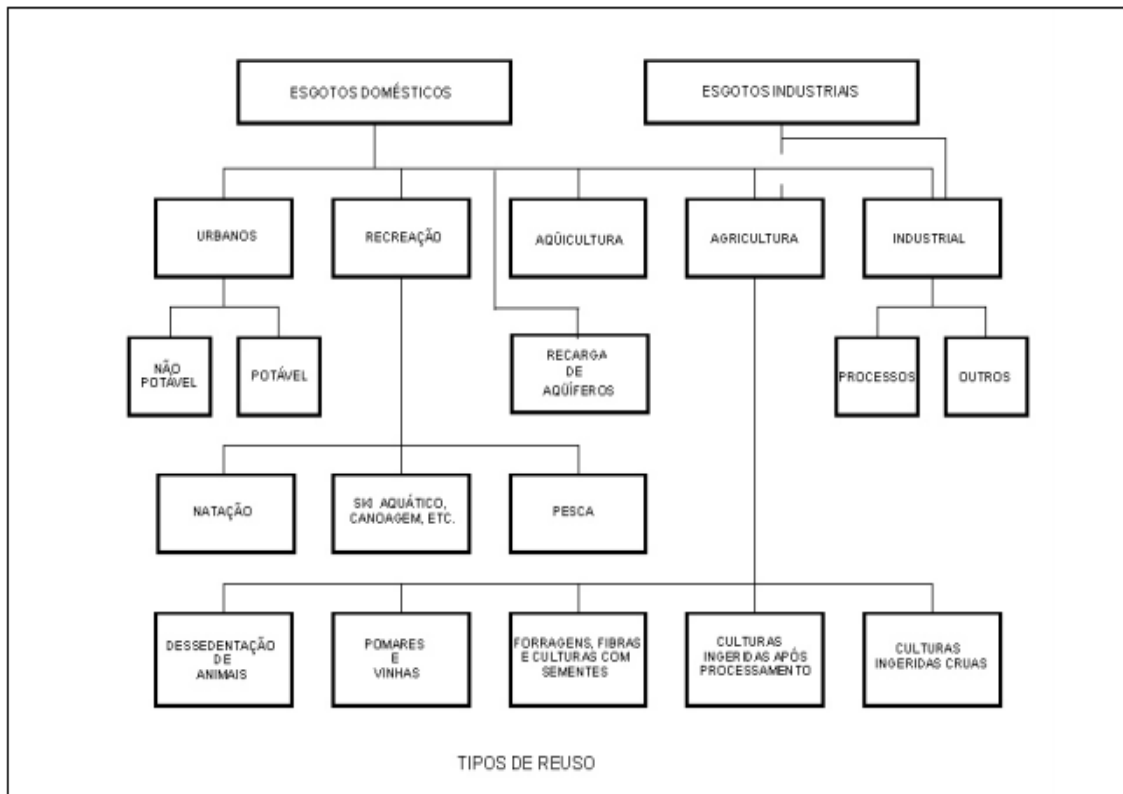 ESGOTOS DOMÉSTICOS
ESGOTOS INDUSTRIAIS
URBANOS
RECREAÇÃO
AQÜICULTURA
AGRICULTURA
INDUSTRIAL
NÃO
POTÁVEL
POTÁVEL
RECARGA
DE
AQÜÍFEROS
PROCESSOS
OUTROS
NATAÇÃO
SKI AQUÁTICO,
CANOAGEM, ETC.
PESCA
DESSEDENTAÇÃO
DE
ANIMAIS
POMARES
E
VINHAS
FORRAGENS, FIBRAS
E CULTURAS COM
SEMENTES
CULTURAS
INGERIDAS APÓS
PROCESSAMENTO
CULTURAS
INGERIDAS CRUAS
TIPOS DE REUSO